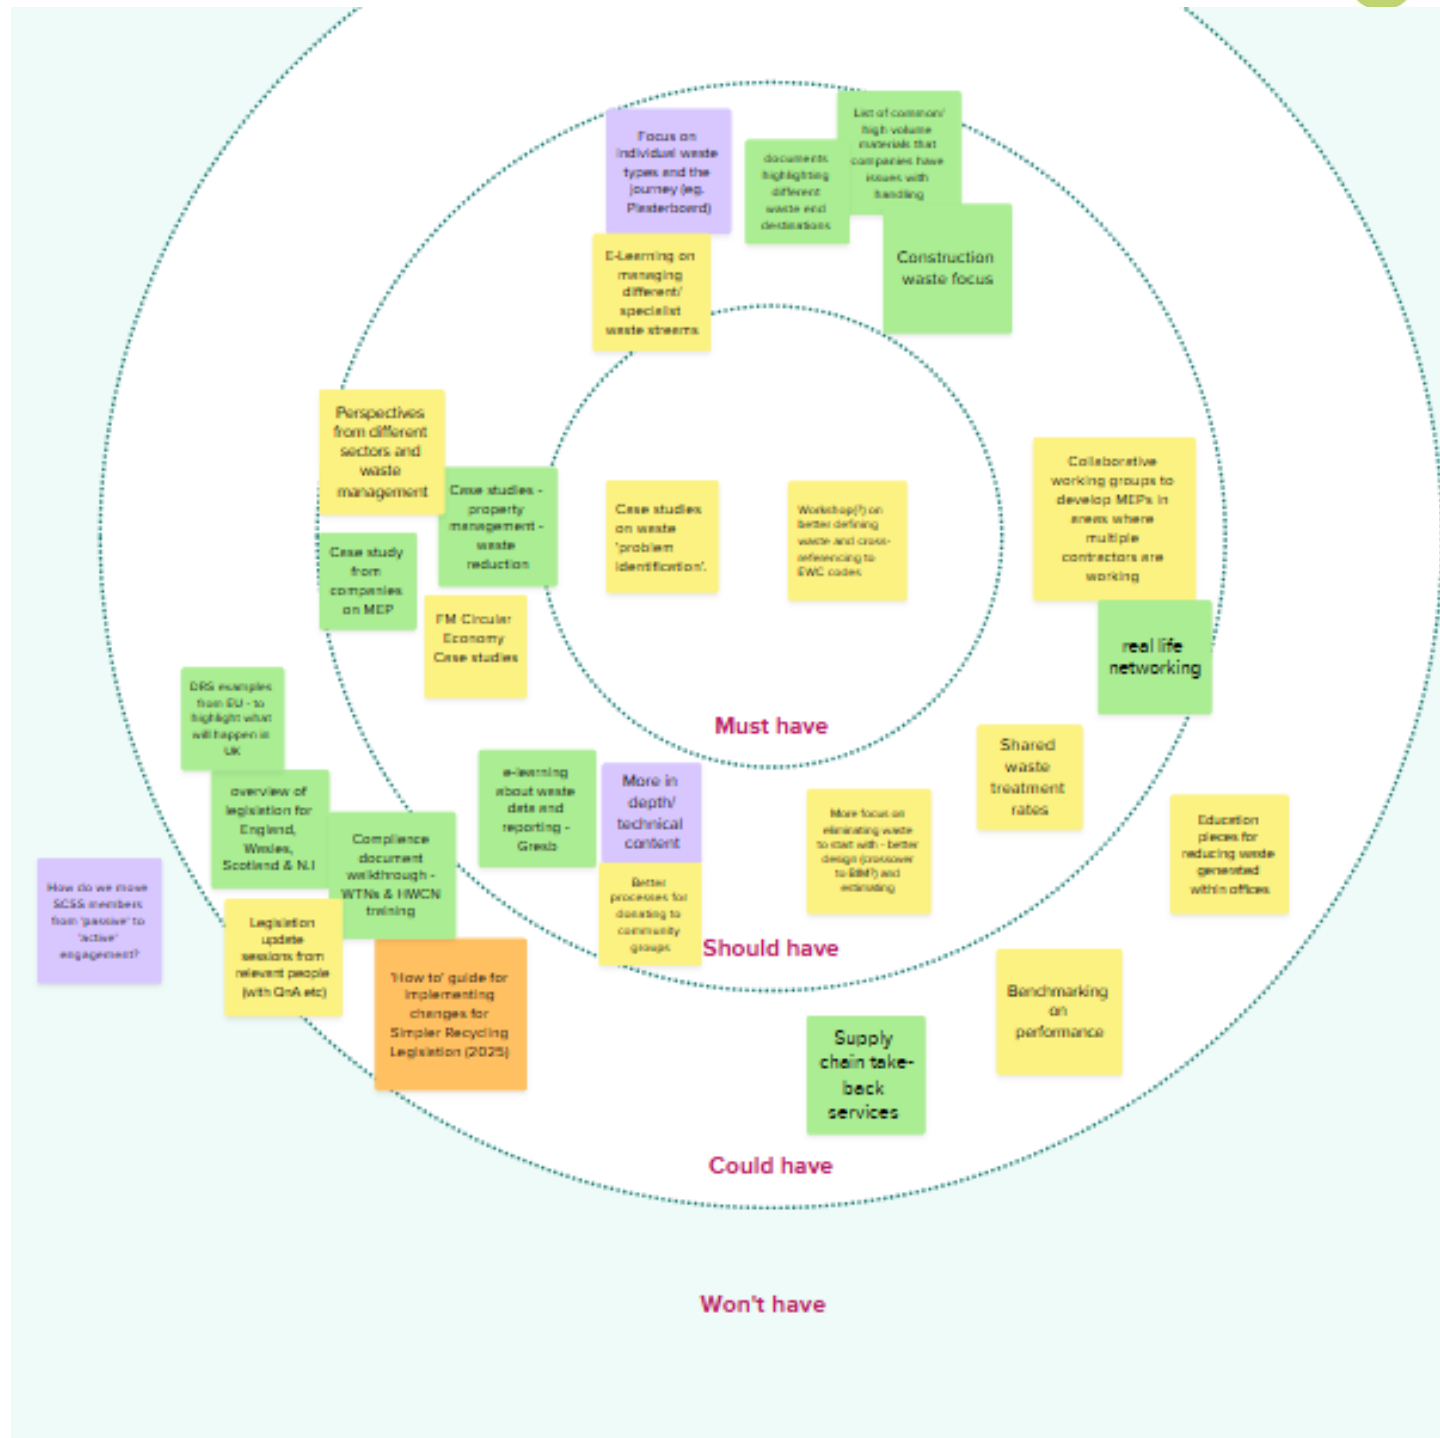 Focus on
individual waste
types and the
journey (eg.
Plasterboard)
documents
highlighting
different
waste end
destinations
List of common/
high volume
materials that
companies have
issues with
handling
Construction
waste focus
E-Learning on
managing
different/
specialist
waste streams
Perspectives
from different
sectors and
waste
management
Case studies -
property
management -
waste
reduction
Case study
from
companies
on MEP
FM Circular
Economy
Case studies
Case studies
on waste
'problem
identification'.
Workshop(?) on
better defining
waste and cross-
referencing to
EWC codes
Collaborative
working groups to
develop MEPs in
areas where
multiple
contractors are
working
real life
networking
Must have
DRS examples
from EU - to
highlight what
will happen in
UK
overview of
legislation for
England,
Wales,
Scotland & N.I
Compliance
document
walkthrough -
WTNs & HWCN
training
How do we move
SCSS members
from 'passive' to
'active'
engagement?
Legislation
update
sessions from
relevant people
(with QnA etc)
'How to' guide for
implementing
changes for
Simpler Recycling
Legislation (2025)
e-learning
about waste
data and
reporting -
Gresb
More in
depth/
technical
content
Better
processes for
donating to
community
groups
More focus on
eliminating waste
to start with - better
design (crossover
to BIM?) and
estimating
Shared
waste
treatment
rates
Education
pieces for
reducing waste
generated
within offices
Should have
Benchmarking
on
performance
Supply
chain take-
back
services
Could have
Won't have